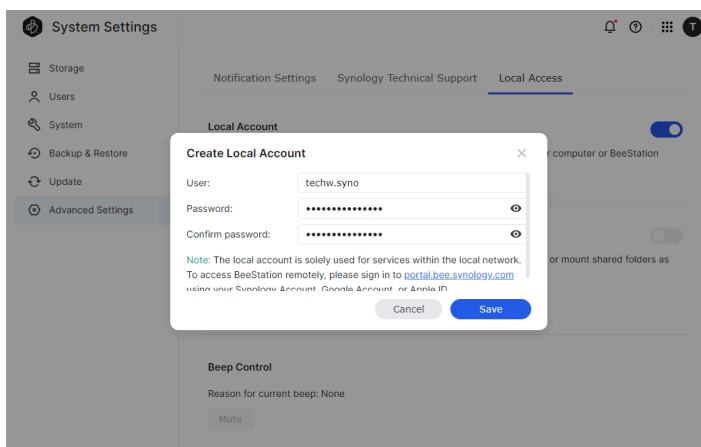 System Settings
T
Storage
Users
System
Backup & Restore
Update
Advanced Settings
Notification Settings
Synology Technical Support
Local Access
Local Account
r computer or BeeStation
Create Local Account
User:
techw.syno
Password:
•••••••••••••••
Confirm password:
•••••••••••••••
Note: The local account is solely used for services within the local network.
To access BeeStation remotely, please sign in to portal.bee.synology.com
using your Synology Account, Google Account, or Apple ID.
Cancel
Save
or mount shared folders as
Beep Control
Reason for current beep: None
Mute